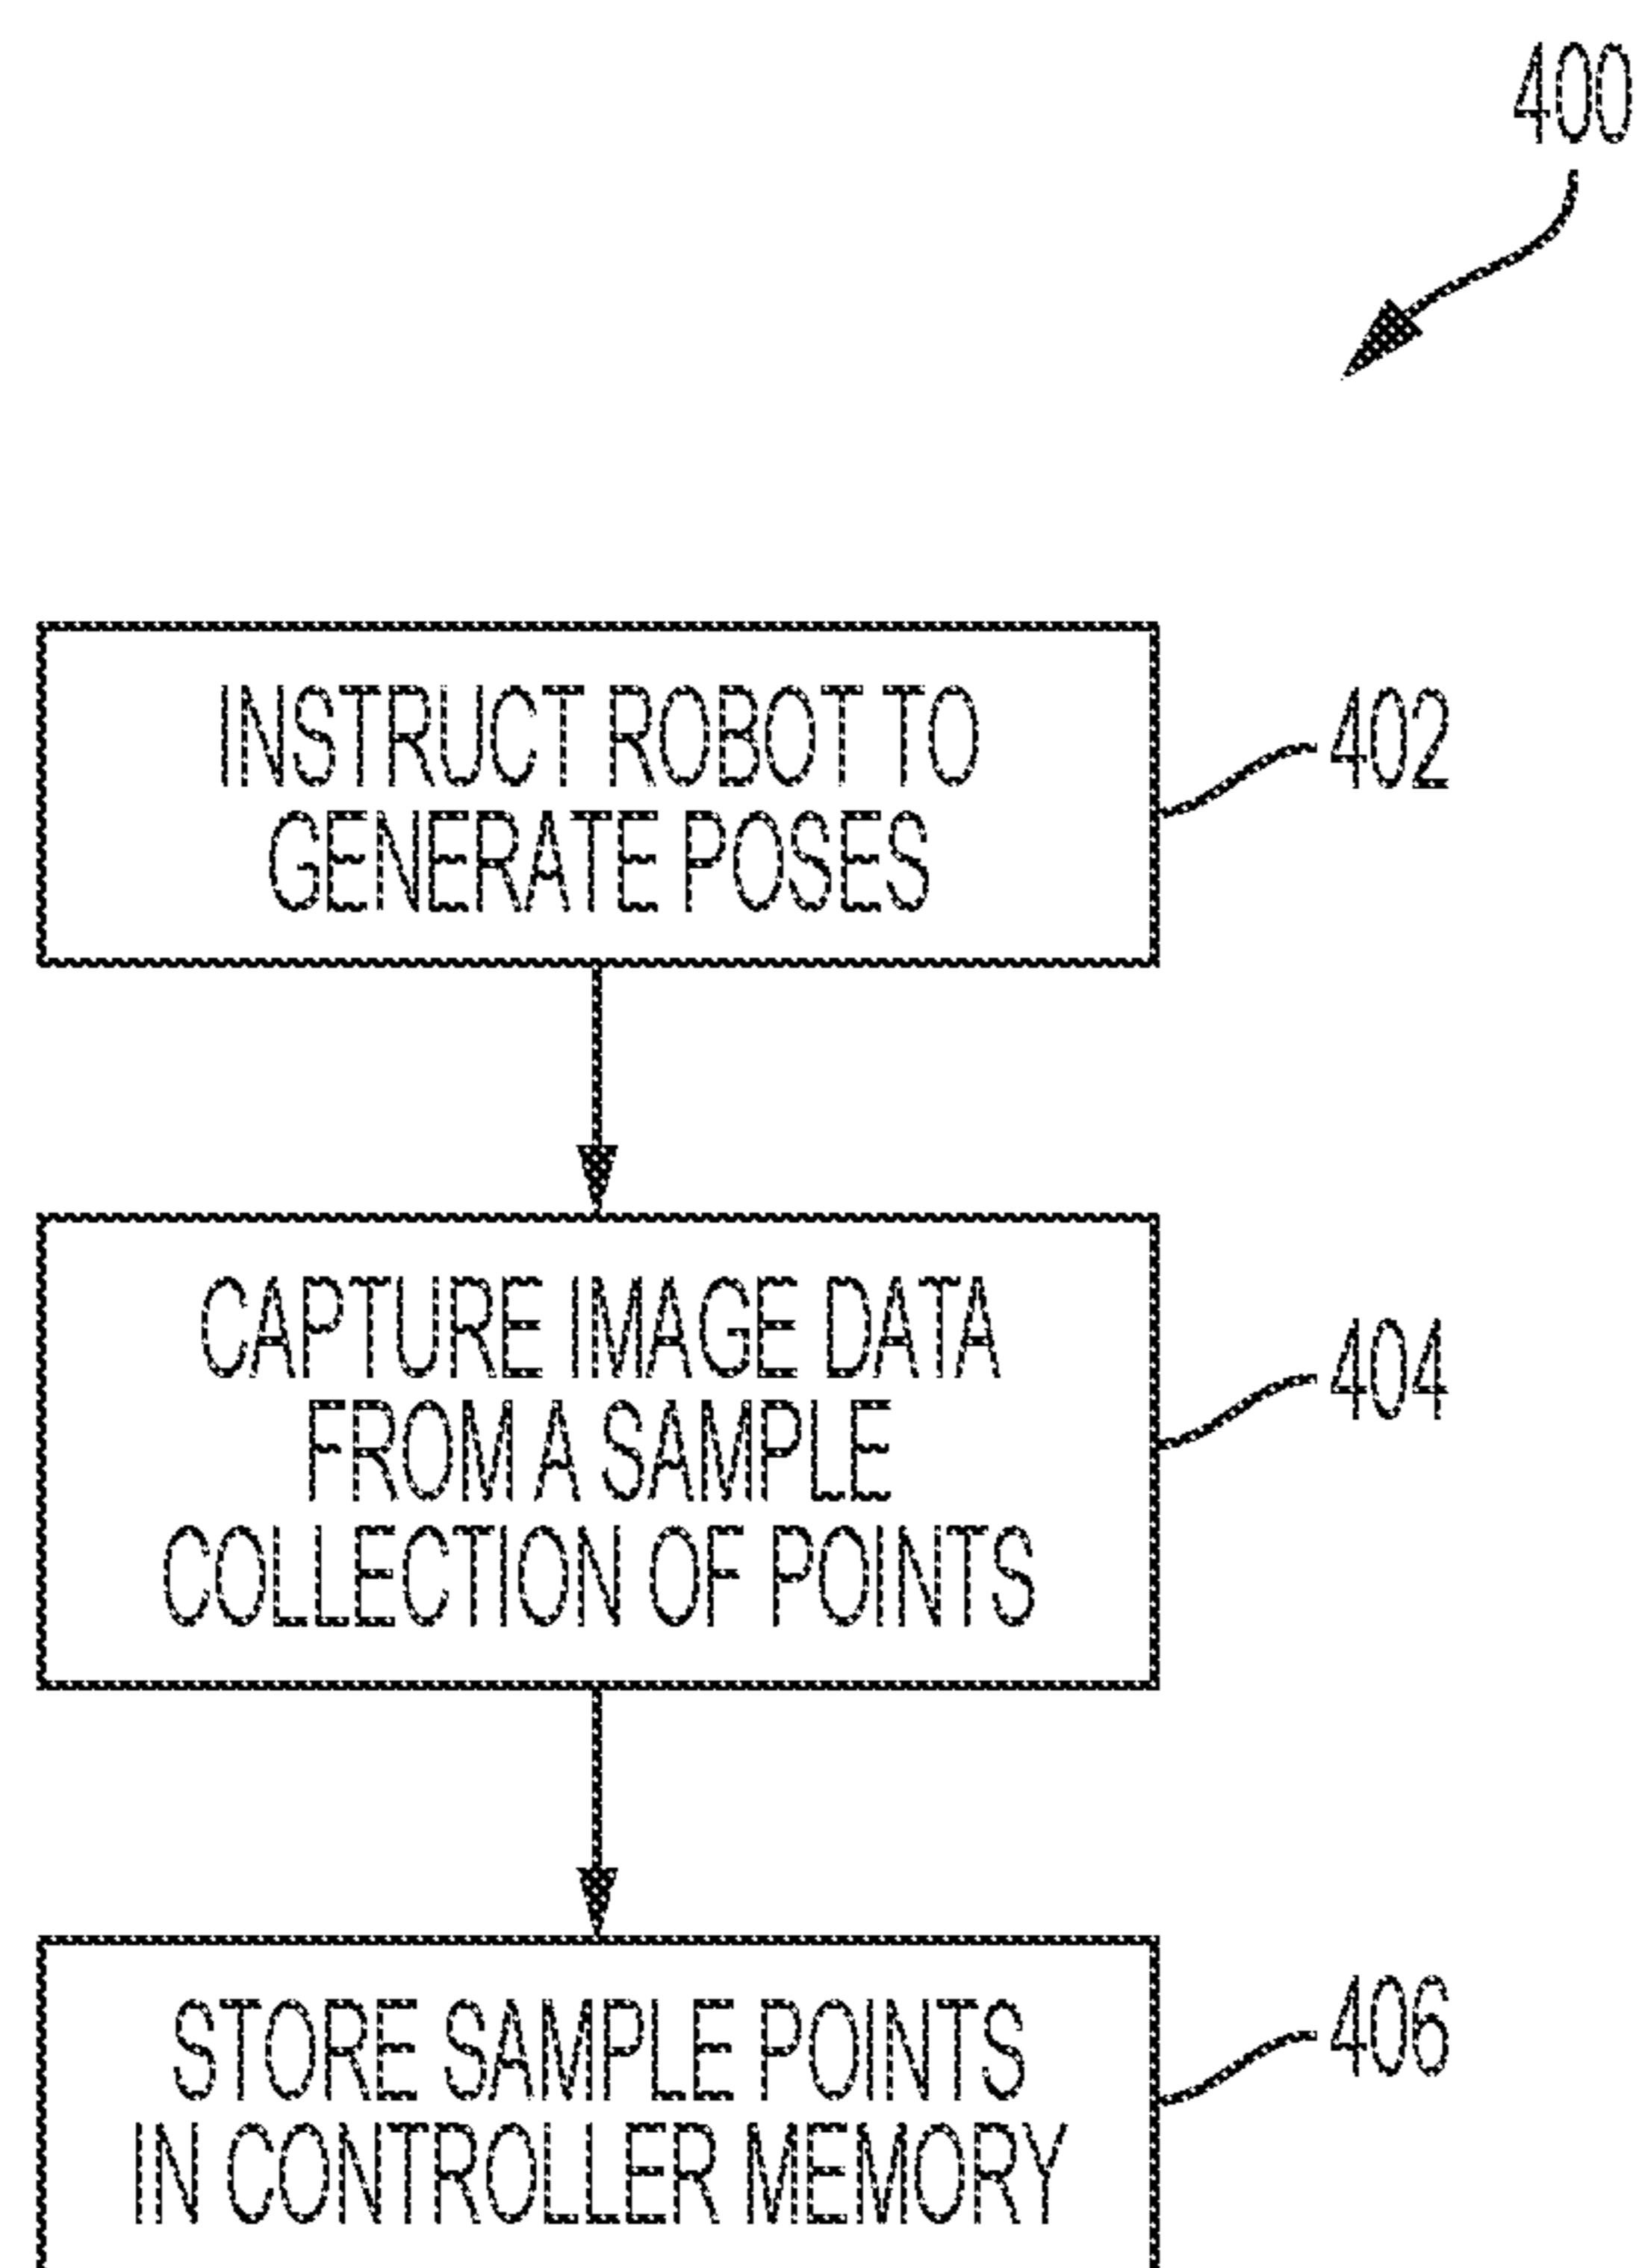 400
INSTRUCT ROBOT TO
GENERATE POSES
402
CAPTURE IMAGE DATA
FROM A SAMPLE
COLLECTION OF POINTS
404
STORE SAMPLE POINTS
IN CONTROLLER MEMORY
406